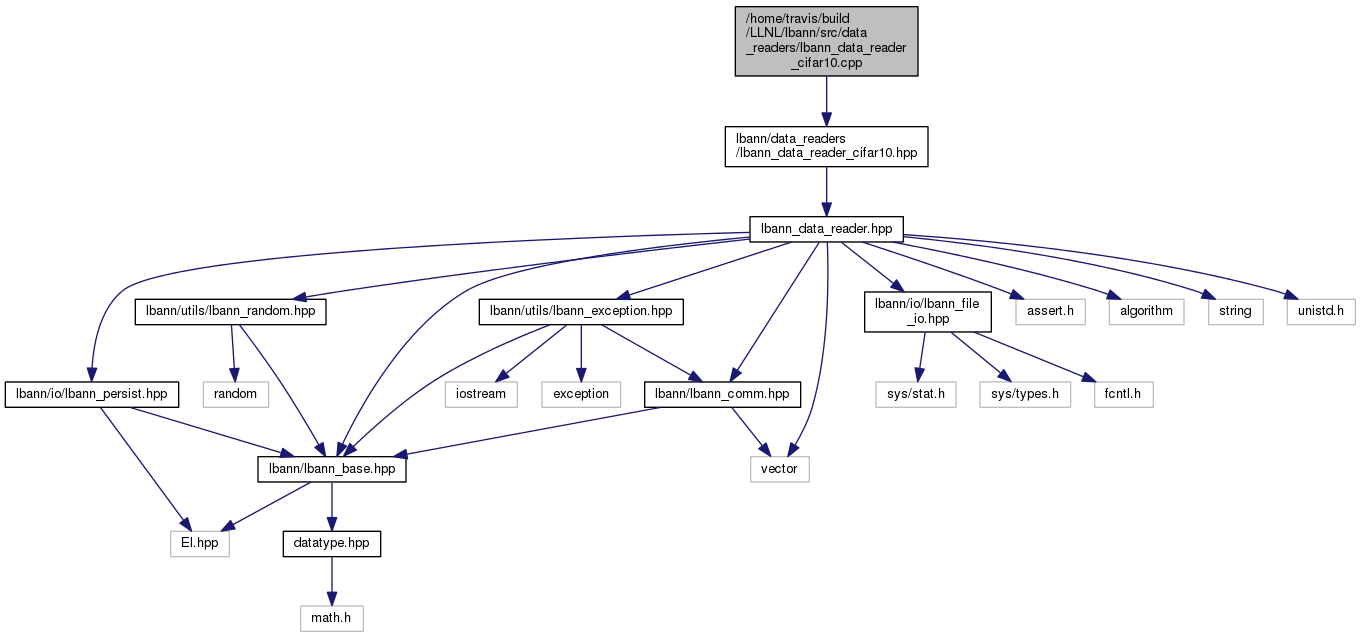 /home/travis/build
/LLNL/lbann/src/data
_readers/lbann_data_reader
_cifar10.cpp
lbann/data_readers
/lbann_data_reader_cifar10.hpp
lbann_data_reader.hpp
lbann/utils/lbann_random.hpp
lbann/utils/lbann_exception.hpp
lbann/io/lbann_file
_io.hpp
assert.h
algorithm
string
unistd.h
lbann/io/lbann_persist.hpp
random
iostream
exception
lbann/lbann_comm.hpp
sys/stat.h
sys/types.h
fcntl.h
lbann/lbann_base.hpp
vector
El.hpp
datatype.hpp
math.h